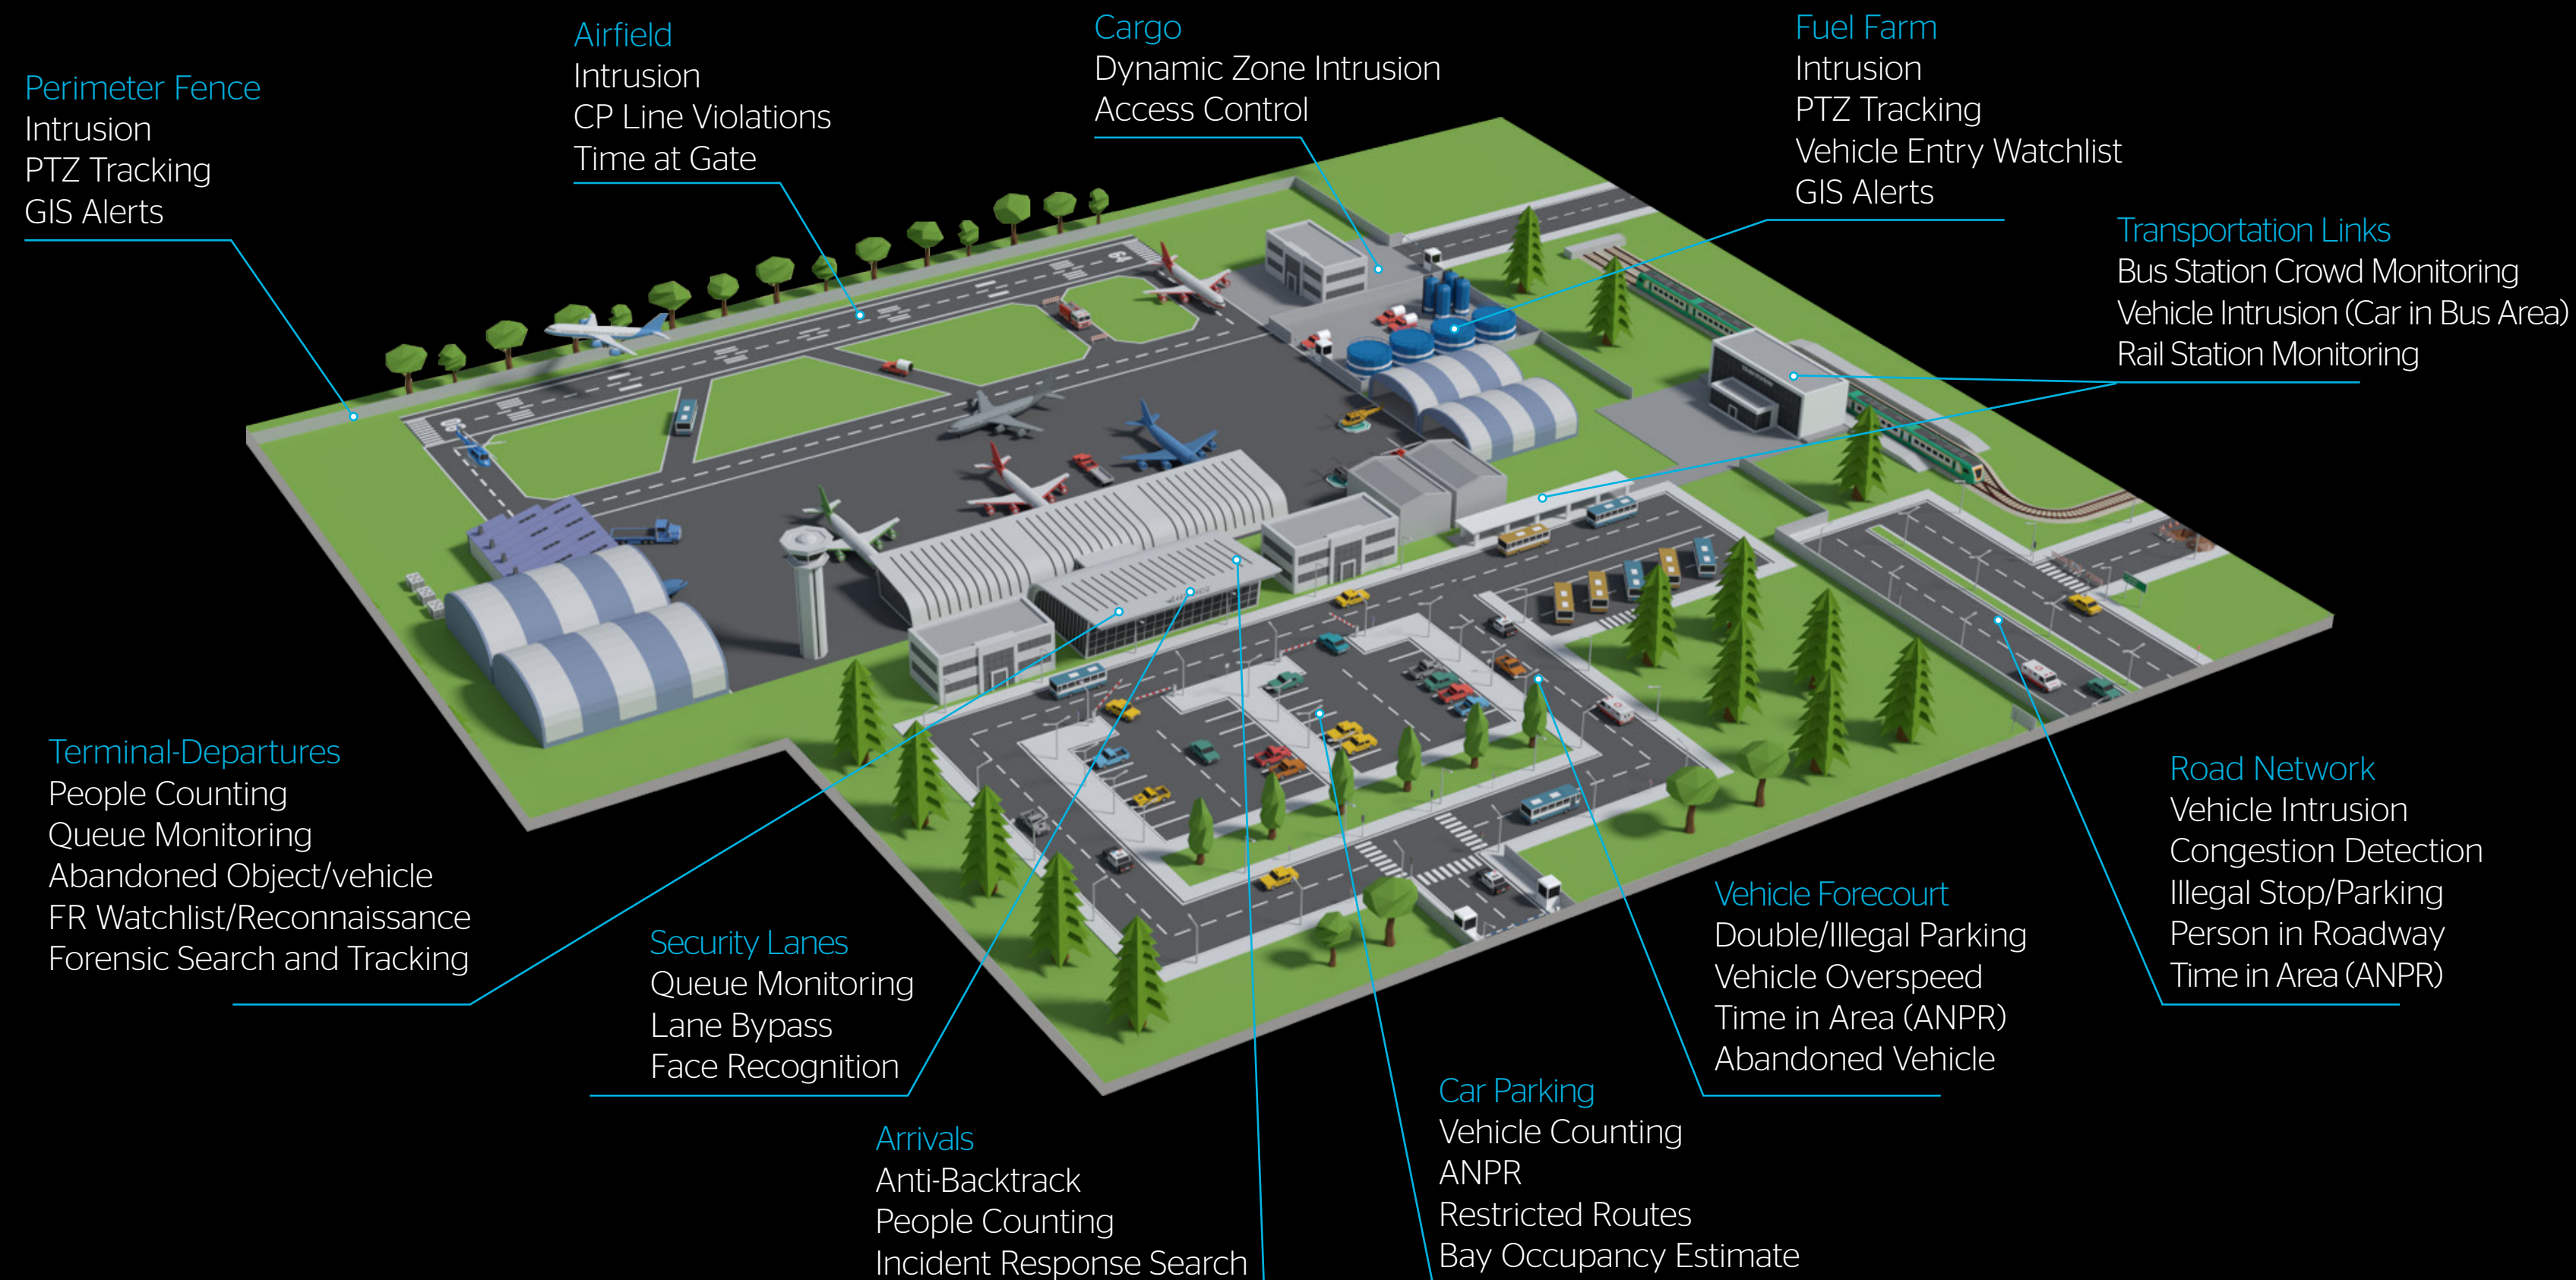 Perimeter Fence
Intrusion
PTZ Tracking
GIS Alerts
Airfield
Intrusion
CP Line Violations
Time at Gate
Cargo
Dynamic Zone Intrusion
Access Control
Fuel Farm
Intrusion
PTZ Tracking
Vehicle Entry Watchlist
GIS Alerts
Transportation Links
Bus Station Crowd Monitoring
Vehicle Intrusion (Car in Bus Area)
Rail Station Monitoring
64
06
Terminal-Departures
People Counting
Queue Monitoring
Abandoned Object/vehicle
FR Watchlist/Reconnaissance
Forensic Search and Tracking
Security Lanes
Queue Monitoring
Lane Bypass
Face Recognition
Arrivals
Anti-Backtrack
People Counting
Incident Response Search
Car Parking
Vehicle Counting
ANPR
Restricted Routes
Bay Occupancy Estimate
Vehicle Forecourt
Double/Illegal Parking
Vehicle Overspeed
Time in Area (ANPR)
Abandoned Vehicle
Road Network
Vehicle Intrusion
Congestion Detection
Illegal Stop/Parking
Person in Roadway
Time in Area (ANPR)